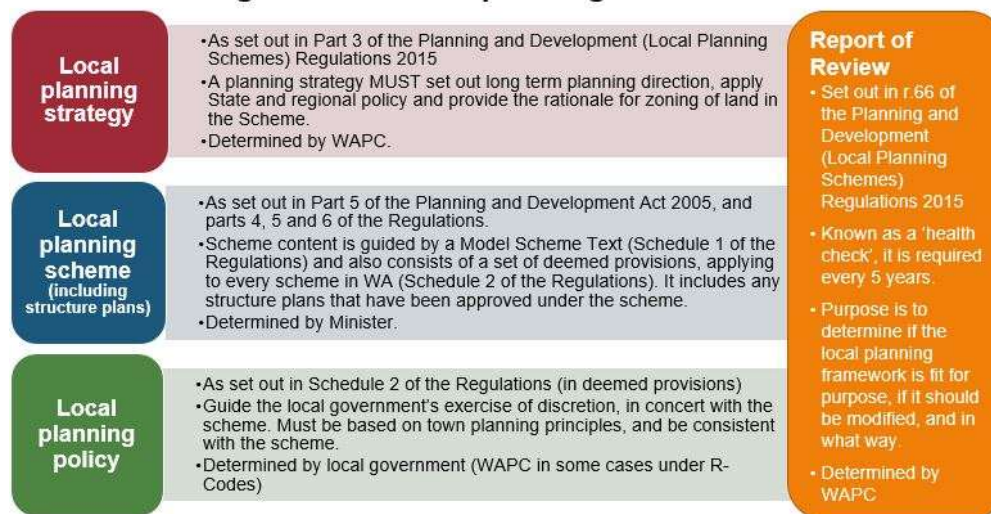 Local
planning
strategy
•As set out in Part 3 of the Planning and Development (Local Planning
Schemes) Regulations 2015
•A planning strategy MUST set out long term planning direction, apply
State and regional policy and provide the rationale for zoning of land in
the Scheme.
•Determined by WAPC.
Local
planning
scheme
(including
structure plans)
•As set out in Part 5 of the Planning and Development Act 2005, and
parts 4, 5 and 6 of the Regulations.
•Scheme content is guided by a Model Scheme Text (Schedule 1 of the
Regulations) and also consists of a set of deemed provisions, applying
to every scheme in WA (Schedule 2 of the Regulations). It includes any
structure plans that have been approved under the scheme.
•Determined by Minister.
Local
planning
policy
•As set out in Schedule 2 of the Regulations (in deemed provisions)
•Guide the local government's exercise of discretion, in concert with the
scheme. Must be based on town planning principles, and be consistent
with the scheme.
•Determined by local government (WAPC in some cases under R-
Codes)
Report of
Review
• Set out in r.66 of
the Planning and
Development
(Local Planning
Schemes)
Regulations 2015
• Known as a 'health
check', it is required
every 5 years.
• Purpose is to
determine if the
local planning
framework is fit for
purpose, if it should
be modified, and in
what way.
• Determined by
WAPC